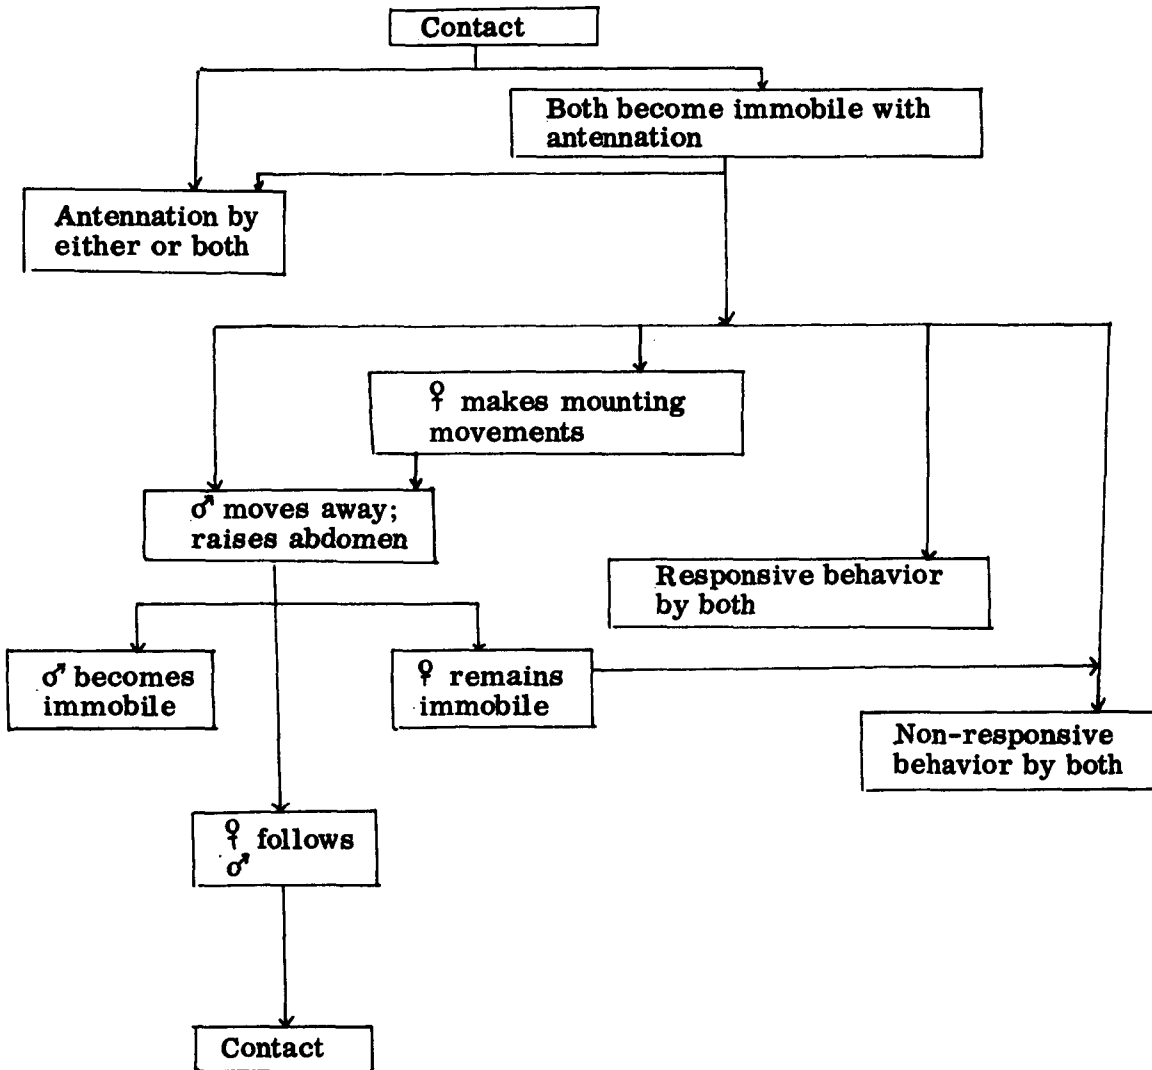 Contact
Both become immobile with
antennation
Antennation by
either or both
♀ makes mounting
movements
♂ moves away;
raises abdomen
Responsive behavior
by both
♂ becomes
immobile
♀ remains
immobile
Non-responsive
behavior by both
♀ follows
♂
Contact